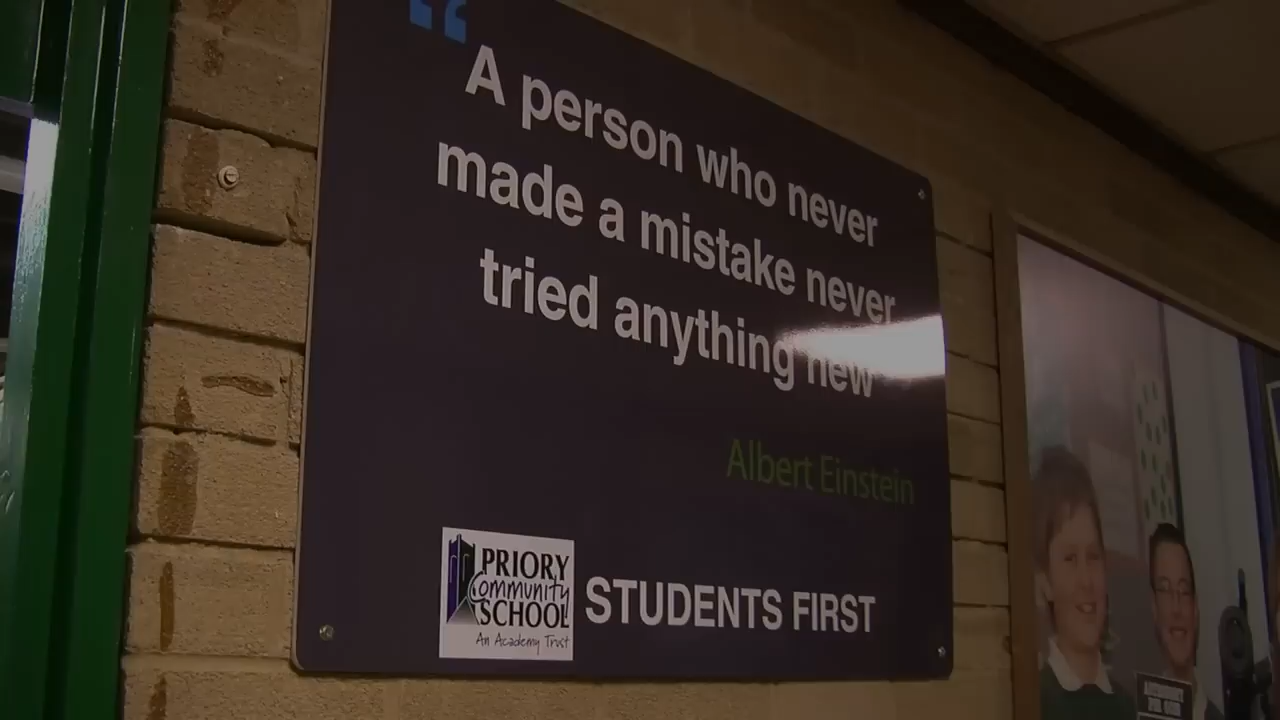 “
A person who never
made a mistake never
tried anything new
Albert Einstein
PRIORY
Community
SCHOOL
An Academy Trust
STUDENTS FIRST